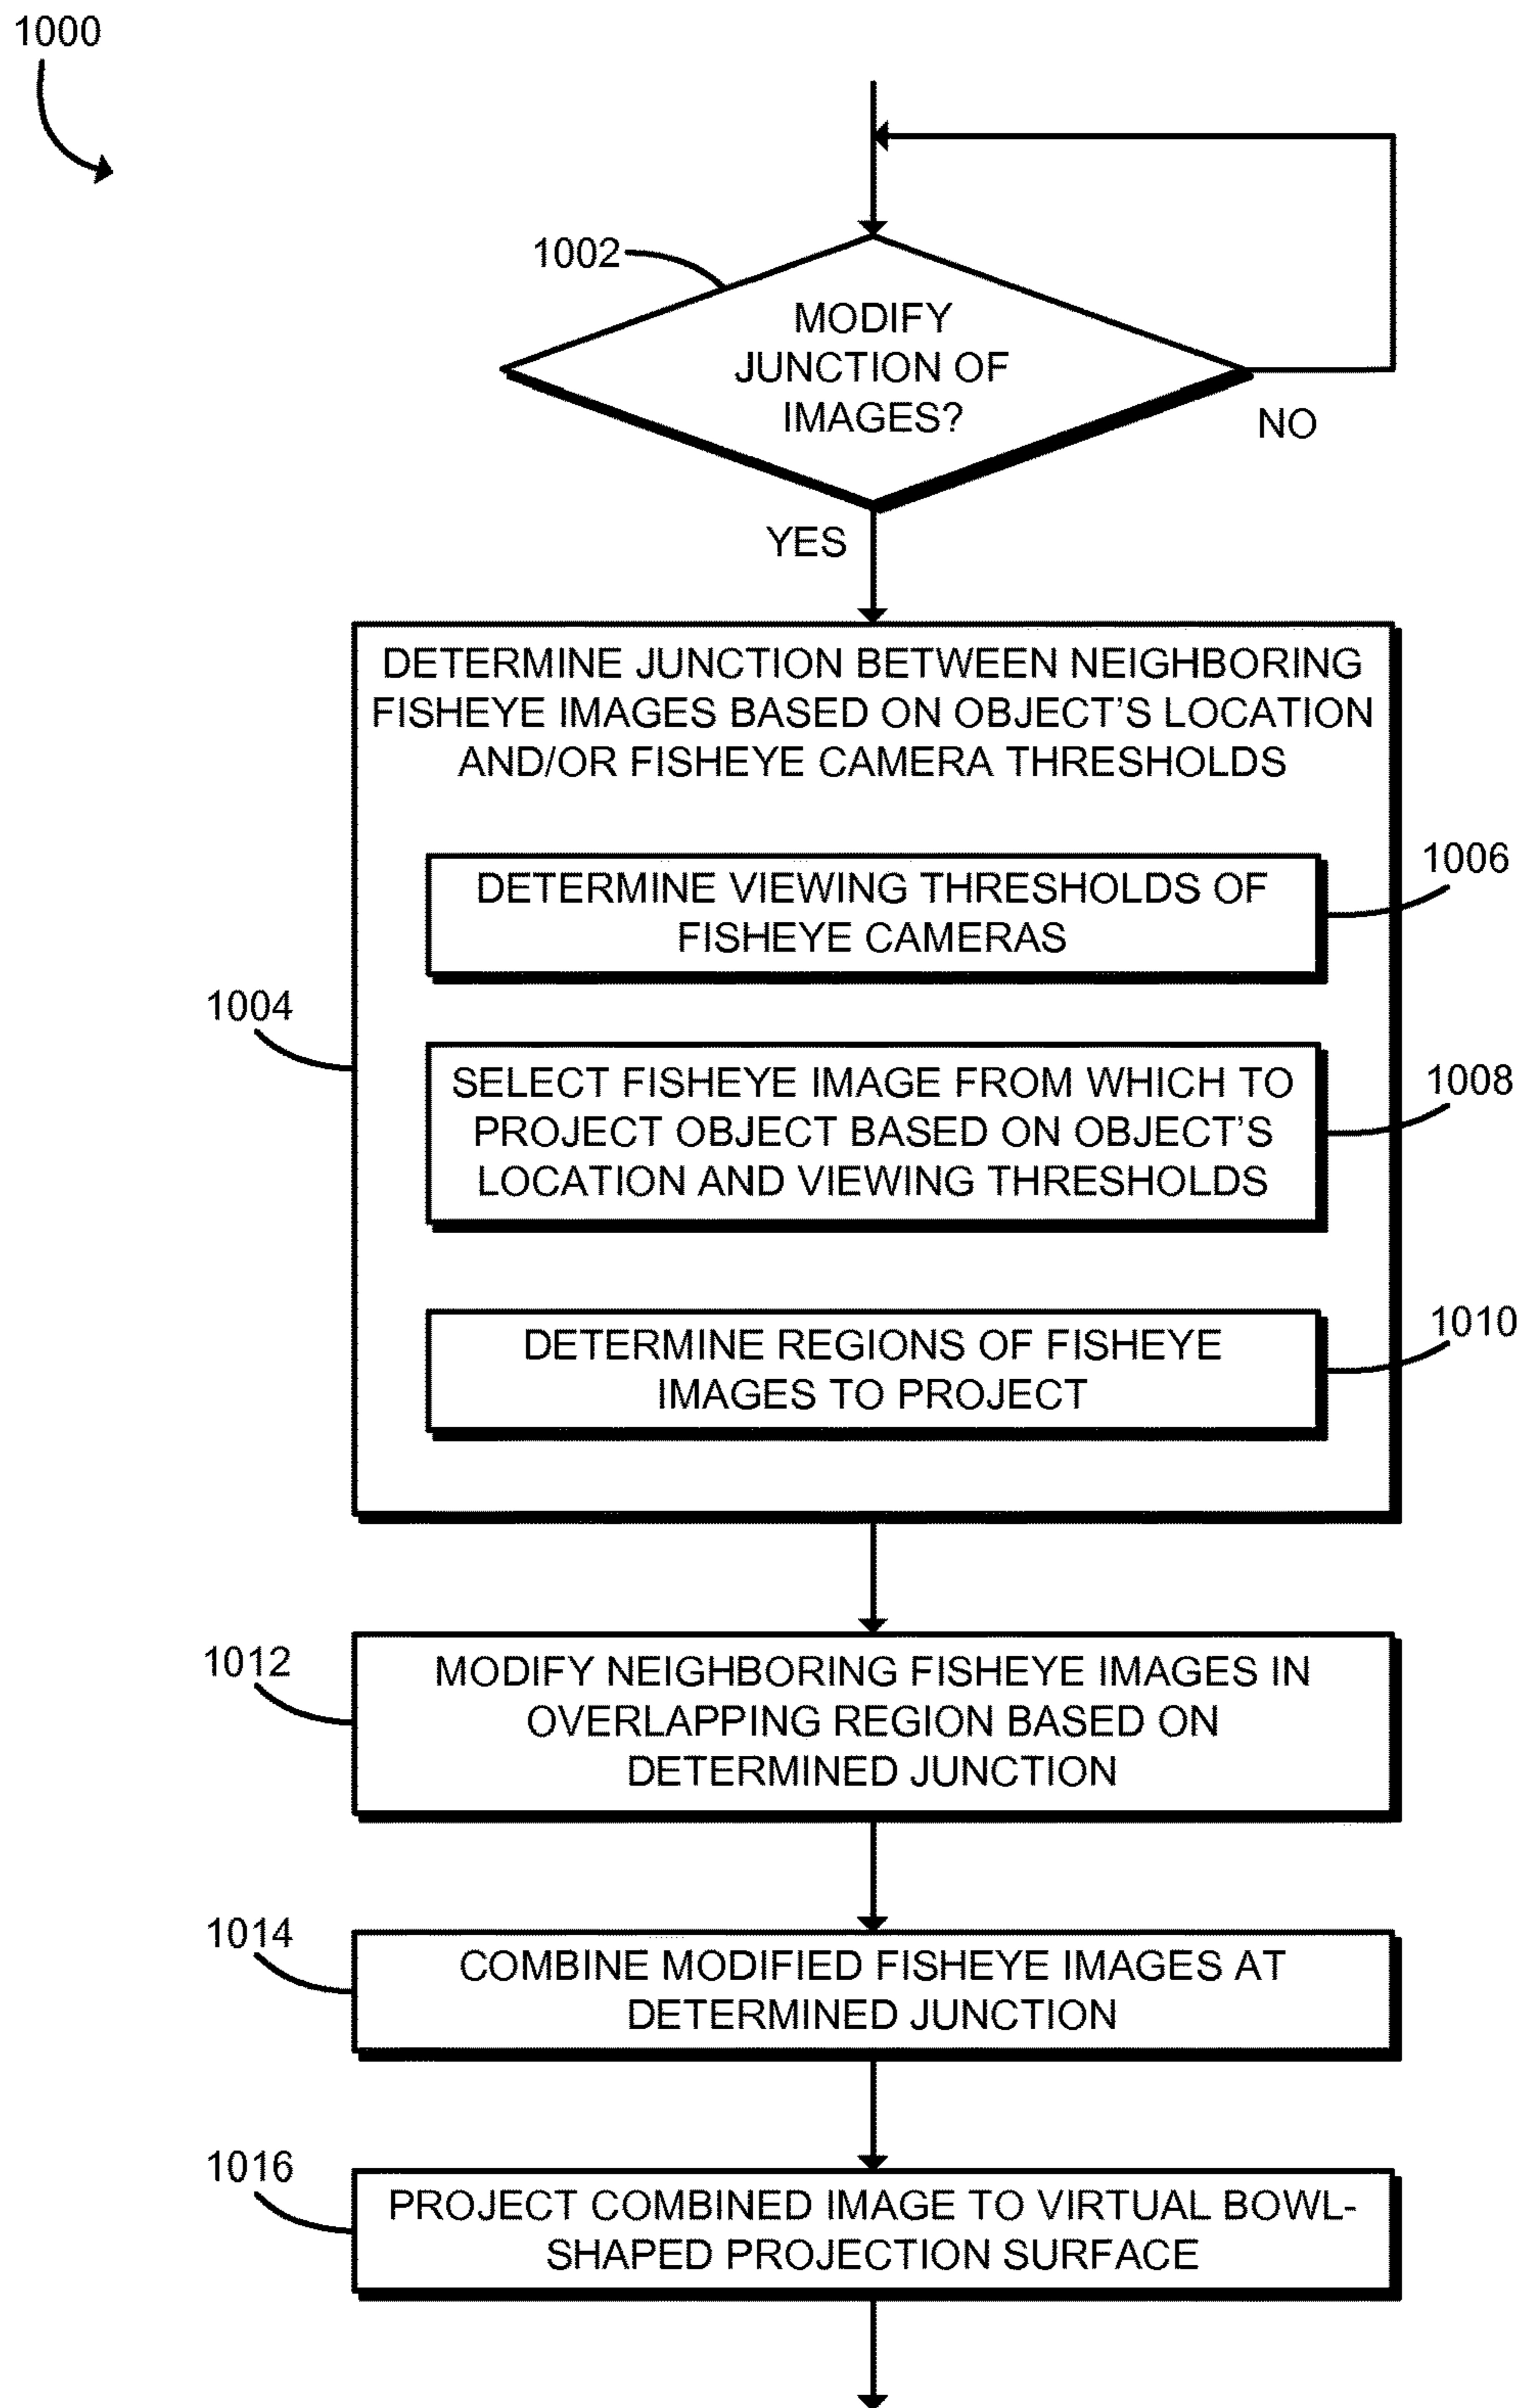 1000
1002
MODIFY
JUNCTION OF
IMAGES?
NO
YES
DETERMINE JUNCTION BETWEEN NEIGHBORING
FISHEYE IMAGES BASED ON OBJECT'S LOCATION
AND/OR FISHEYE CAMERA THRESHOLDS
1004
DETERMINE VIEWING THRESHOLDS OF
FISHEYE CAMERAS
1006
SELECT FISHEYE IMAGE FROM WHICH TO
PROJECT OBJECT BASED ON OBJECT'S
LOCATION AND VIEWING THRESHOLDS
1008
DETERMINE REGIONS OF FISHEYE
IMAGES TO PROJECT
1010
1012
MODIFY NEIGHBORING FISHEYE IMAGES IN
OVERLAPPING REGION BASED ON
DETERMINED JUNCTION
1014
COMBINE MODIFIED FISHEYE IMAGES AT
DETERMINED JUNCTION
1016
PROJECT COMBINED IMAGE TO VIRTUAL BOWL-
SHAPED PROJECTION SURFACE